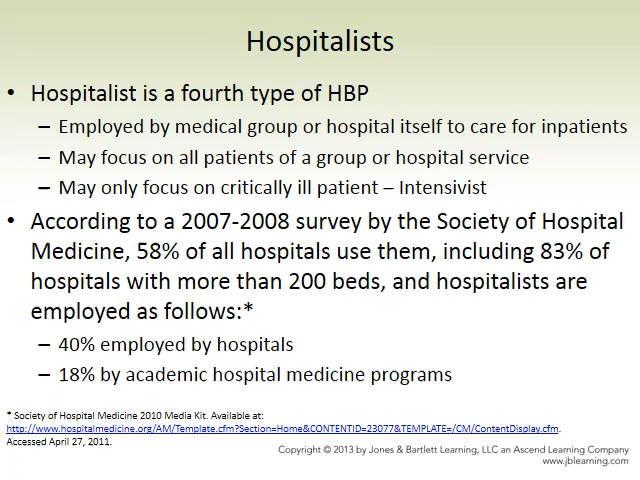 Hospitalists
• Hospitalist is a fourth type of HBP
– Employed by medical group or hospital itself to care for inpatients
– May focus on all patients of a group or hospital service
– May only focus on critically ill patient – Intensivist
• According to a 2007-2008 survey by the Society of Hospital
Medicine, 58% of all hospitals use them, including 83% of
hospitals with more than 200 beds, and hospitalists are
employed as follows:*
– 40% employed by hospitals
– 18% by academic hospital medicine programs
* Society of Hospital Medicine 2010 Media Kit. Available at:
http://www.hospitalmedicine.org/AM/Template.cfm?Section=Home&CONTENTID=23077&TEMPLATE=/CM/ContentDisplay.cfm.
Accessed April 27, 2011.
Copyright © 2013 by Jones & Bartlett Learning, LLC an Ascend Learning Company
www.jblearning.com